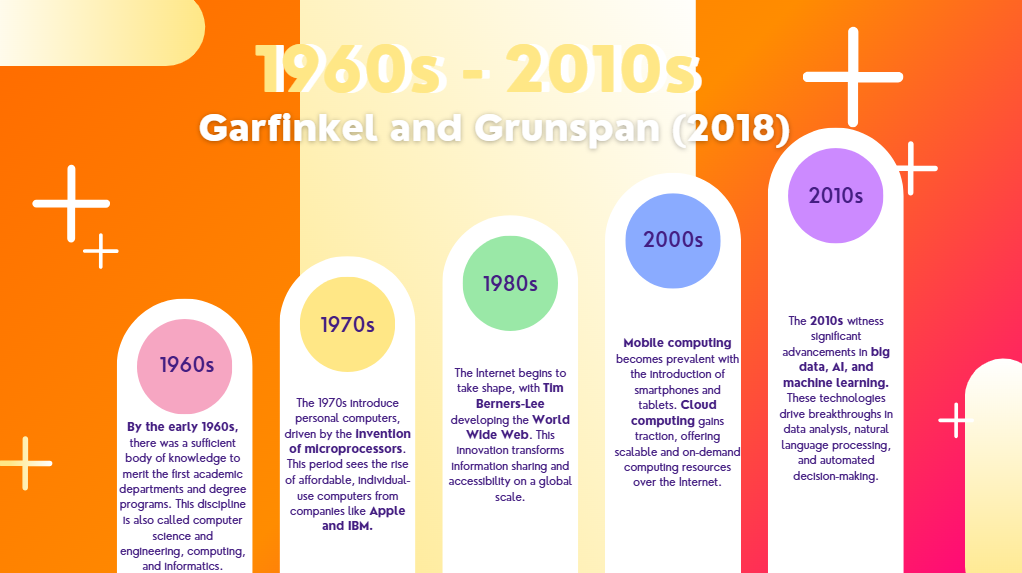 1960s - 2010s
Garfinkel and Grunspan (2018)
1960s
By the early 1960s,
there was a sufficient
body of knowledge to
merit the first academic
departments and degree
programs. This discipline
is also called computer
science and
engineering, computing,
and informatics.
1970s
The 1970s introduce
personal computers,
driven by the invention
of microprocessors.
This period sees the rise
of affordable, individual-
use computers from
companies like Apple
and IBM.
1980s
The Internet begins to
take shape, with Tim
Berners-Lee
developing the World
Wide Web. This
innovation transforms
information sharing and
accessibility on a global
scale.
2000s
Mobile computing
becomes prevalent with
the introduction of
smartphones and
tablets. Cloud
computing gains
traction, offering
scalable and on-demand
computing resources
over the Internet.
2010s
The 2010s witness
significant
advancements in big
data, AI, and
machine learning.
These technologies
drive breakthroughs in
data analysis, natural
language processing,
and automated
decision-making.